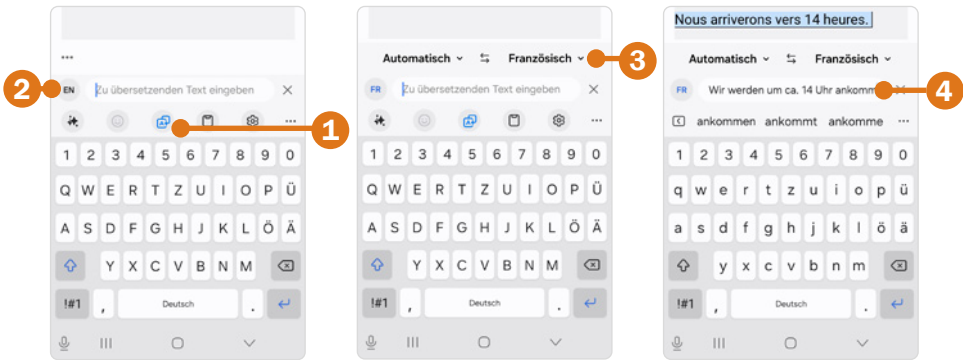 ...
2
EN
Zu übersetzenden Text eingeben
1
1 2 3 4 5 6 7 8 9 0
Q W E R T Z U I O P Ü
A S D F G H J K L Ö Ä
Y X C V B N M
!#1 , Deutsch .
Automatisch Französisch
3
FR
Zu übersetzenden Text eingeben
1 2 3 4 5 6 7 8 9 0
Q W E R T Z U I O P Ü
A S D F G H J K L Ö Ä
Y X C V B N M
!#1 , Deutsch .
Nous arriverons vers 14 heures.
Automatisch Französisch
FR
Wir werden um ca. 14 Uhr ankomm
4
ankommen ankommt ankomme ...
1 2 3 4 5 6 7 8 9 0
q w e r t z u i o p ü
a s d f g h j k l ö ä
y x c v b n m
!#1 , Deutsch .